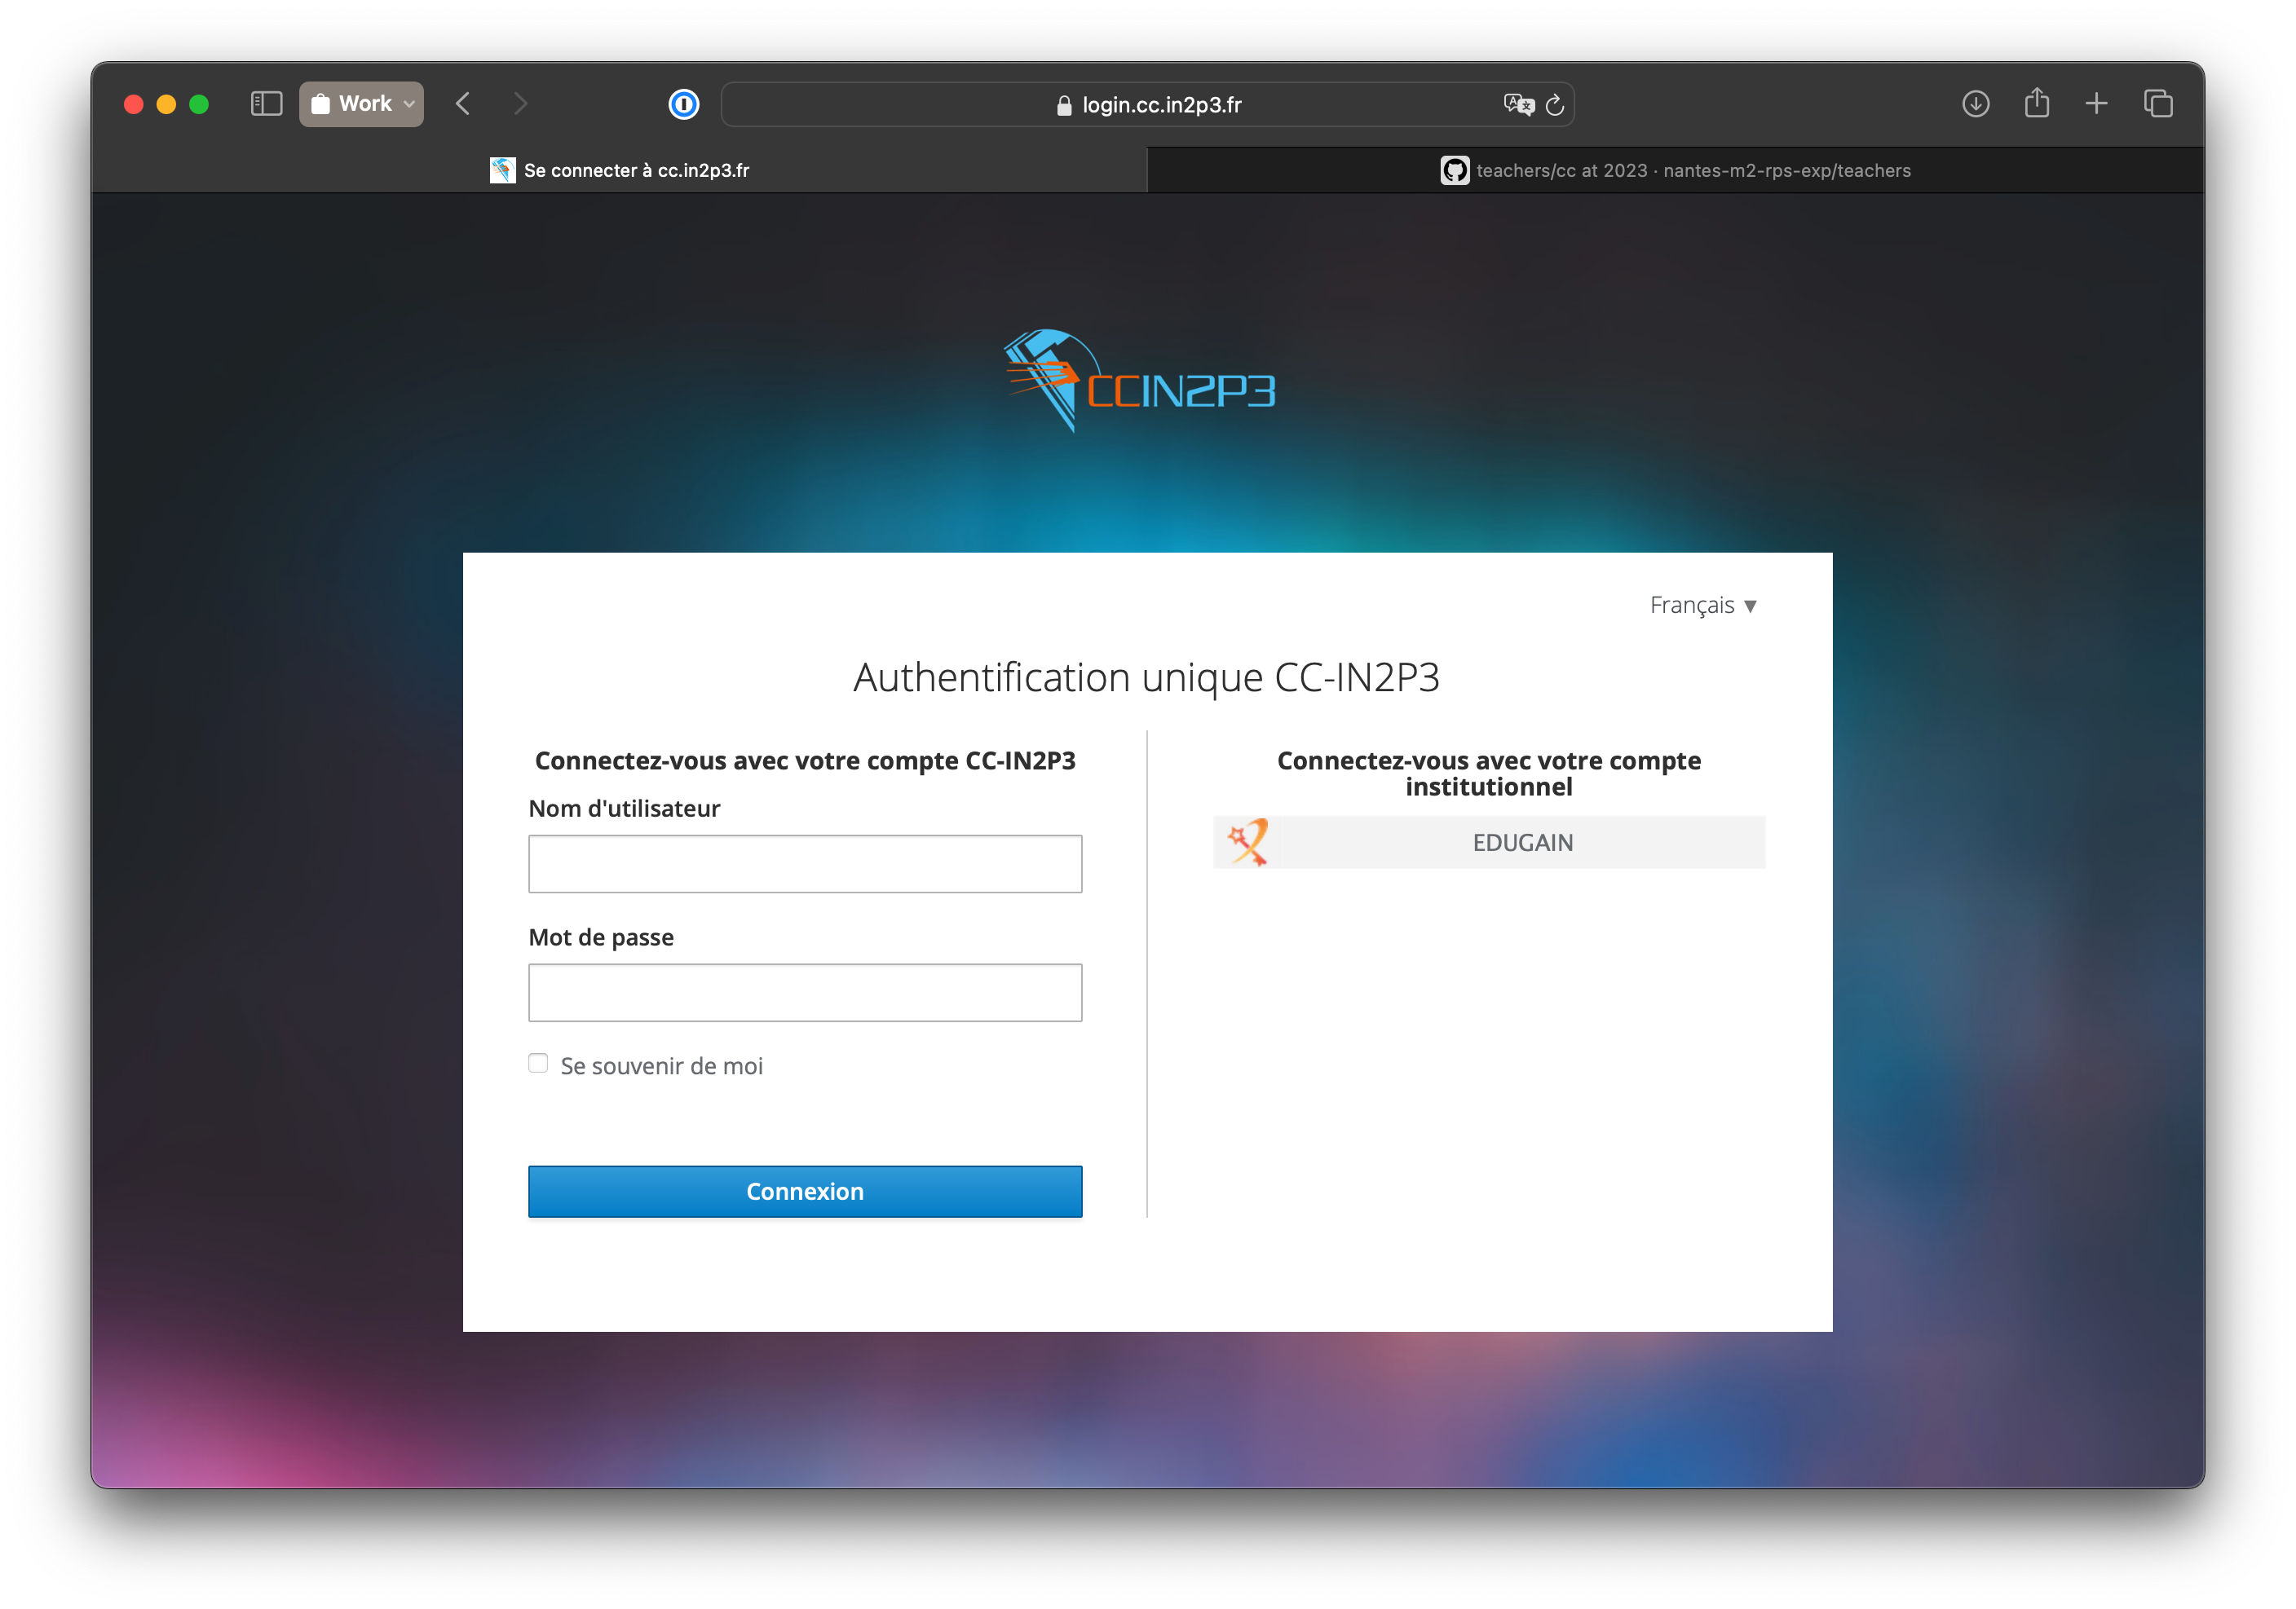 Work
login.cc.in2p3.fr
Se connecter à cc.in2p3.fr
teachers/cc at 2023 · nantes-m2-rps-exp/teachers
CCIN2P3
Français ▼
Authentification unique CC-IN2P3
Connectez-vous avec votre compte CC-IN2P3
Nom d'utilisateur
Mot de passe
Se souvenir de moi
Connexion
Connectez-vous avec votre compte
institutionnel
EDUGAIN